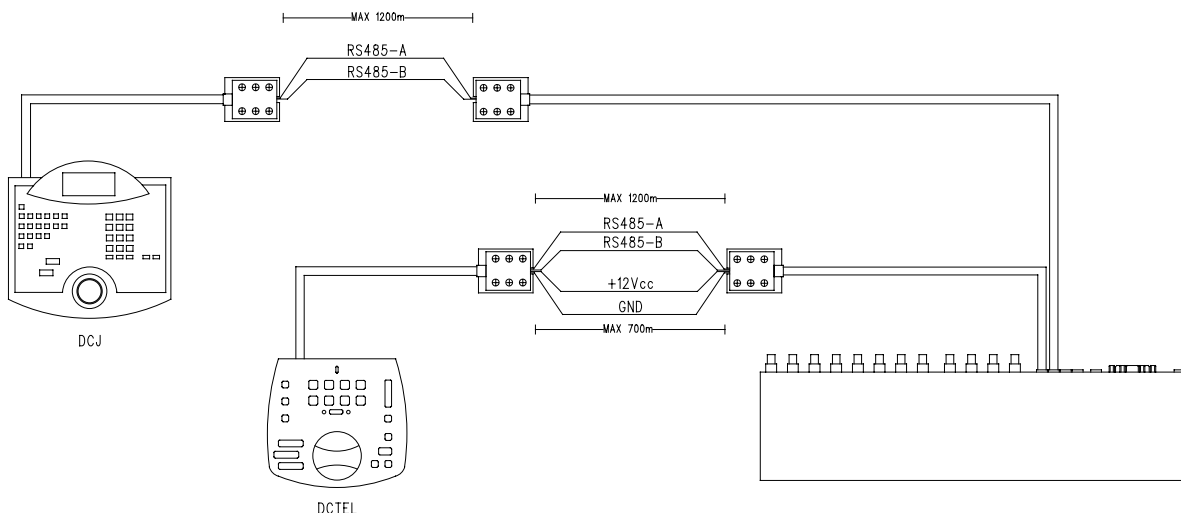 MAX 1200m
RS485-A
RS485-B
MAX 1200m
RS485-A
RS485-B
+12Vcc
GND
MAX 700m
DCJ
DCTEL